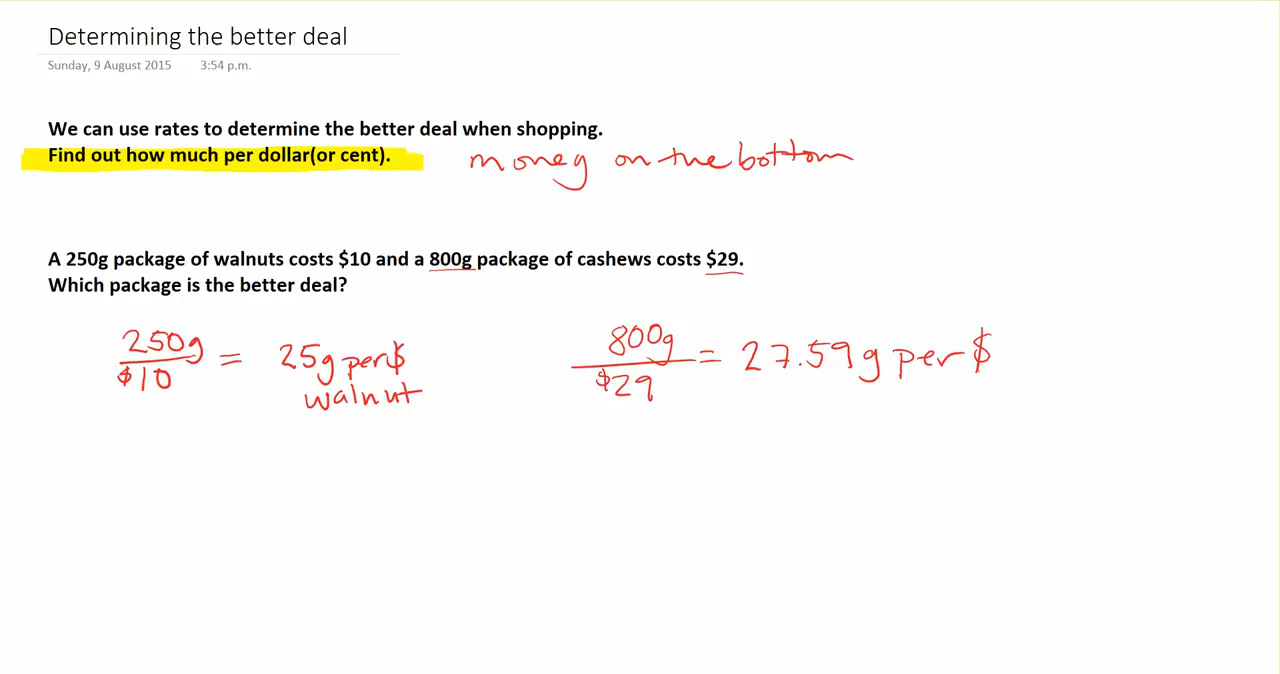 Determining the better deal
Sunday, 9 August 2015 3:54 p.m.
We can use rates to determine the better deal when shopping.
Find out how much per dollar(or cent). money on the bottom
A 250g package of walnuts costs $10 and a 800g package of cashews costs $29.
Which package is the better deal?
250g/$10 = 25g per $ 800g/$29 = 27.59g per $
walnut